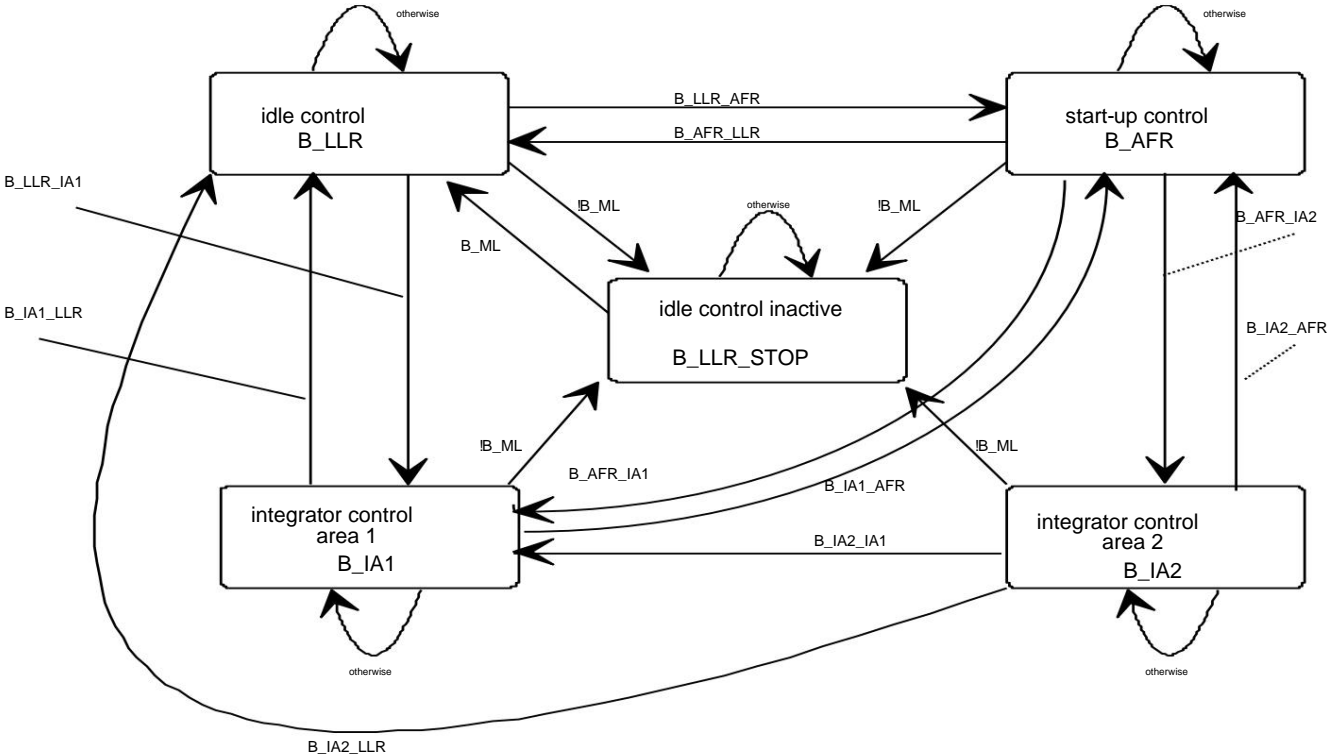 otherwise
otherwise
idle control
B_LLR
B_LLR_AFR
B_AFR_LLR
start-up control
B_AFR
B_LLR_IA1
!B_ML
otherwise
!B_ML
B_AFR_IA2
B_ML
idle control inactive
B_LLR_STOP
B_IA1_LLR
B_IA2_AFR
!B_ML
!B_ML
B_AFR_IA1
B_IA1_AFR
integrator control
area 1
B_IA1
B_IA2_IA1
integrator control
area 2
B_IA2
otherwise
otherwise
B_IA2_LLR